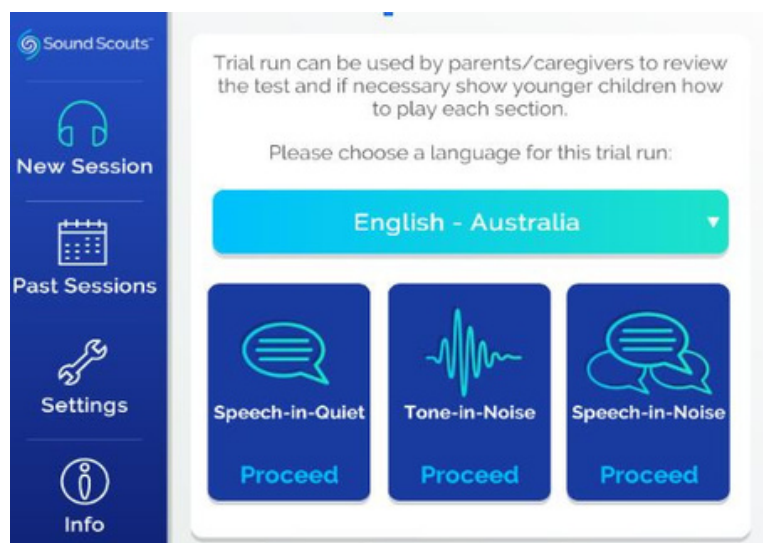 Sound Scouts™
New Session
Past Sessions
Settings
Info
Trial run can be used by parents/caregivers to review
the test and if necessary show younger children how
to play each section.
Please choose a language for this trial run:
English - Australia
Speech-in-Quiet
Proceed
Tone-in-Noise
Proceed
Speech-in-Noise
Proceed